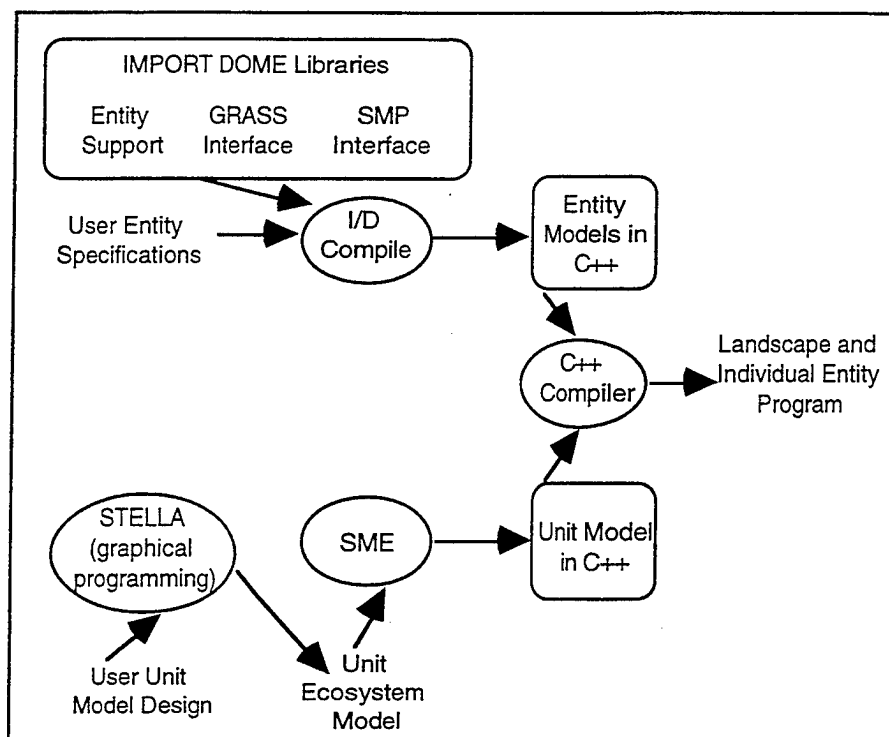 IMPORT DOME Libraries
Entity Support
GRASS Interface
SMP Interface
User Entity
Specifications
I/D
Compile
Entity
Models in
C++
C++
Compiler
Landscape and
Individual Entity
Program
STELLA
(graphical
programming)
SME
Unit Model
in C++
User Unit
Model Design
Unit
Ecosystem
Model